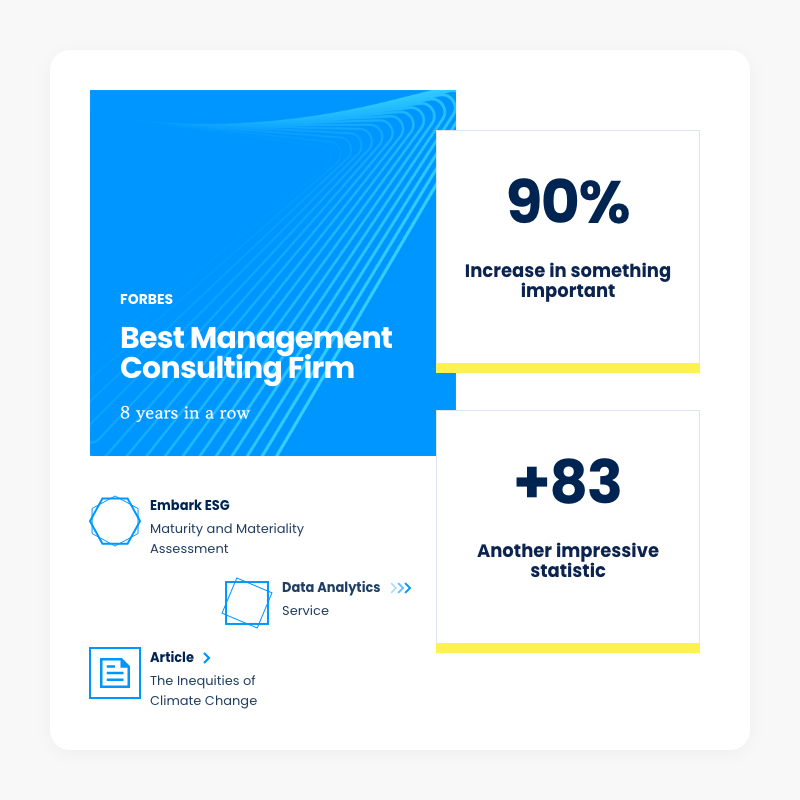 FORBES
Best Management
Consulting Firm
8 years in a row
90%
Increase in something
important
+83
Another impressive
statistic
Embark ESG
Maturity and Materiality
Assessment
Data Analytics
Service
Article
The Inequities of
Climate Change